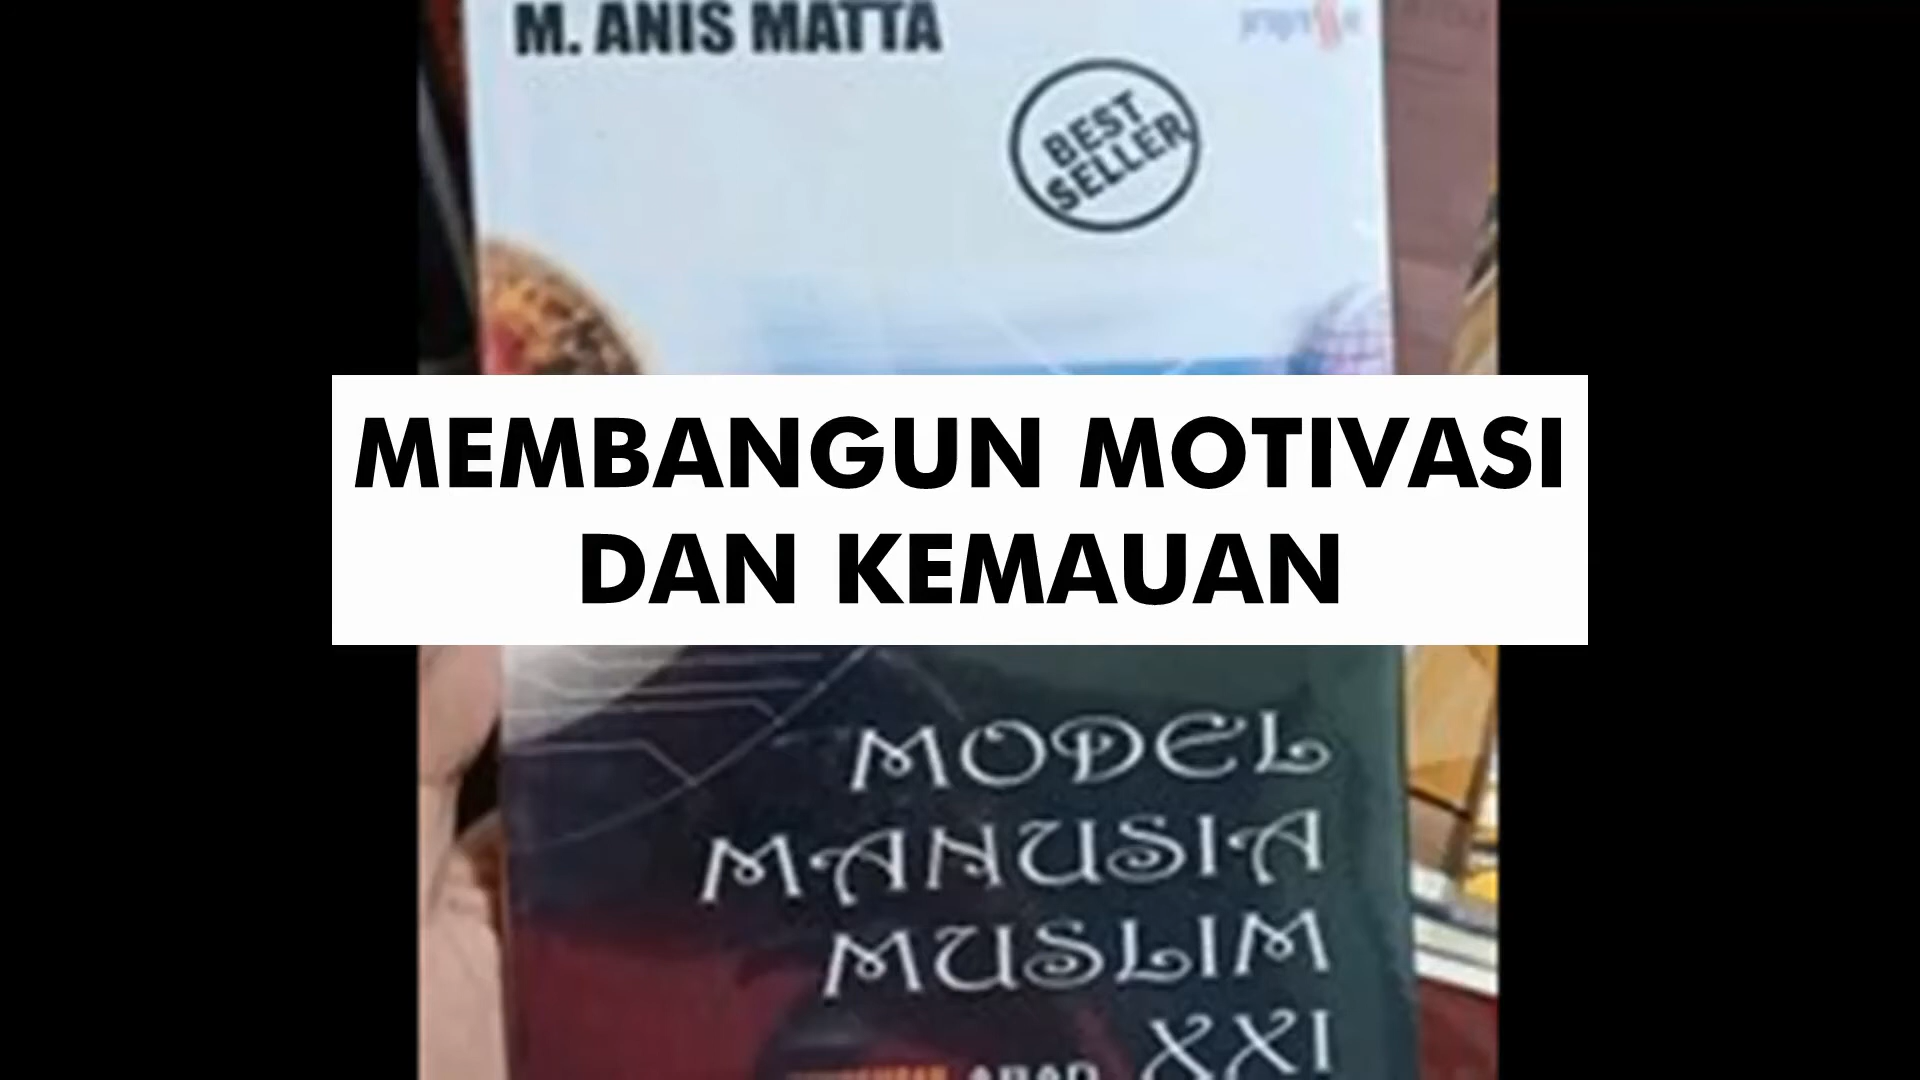 M. ANIS MATTA
BEST
SELLER
MEMBANGUN MOTIVASI
DAN KEMAUAN
MODEL
MANUSIA
MUSLIM
XXI